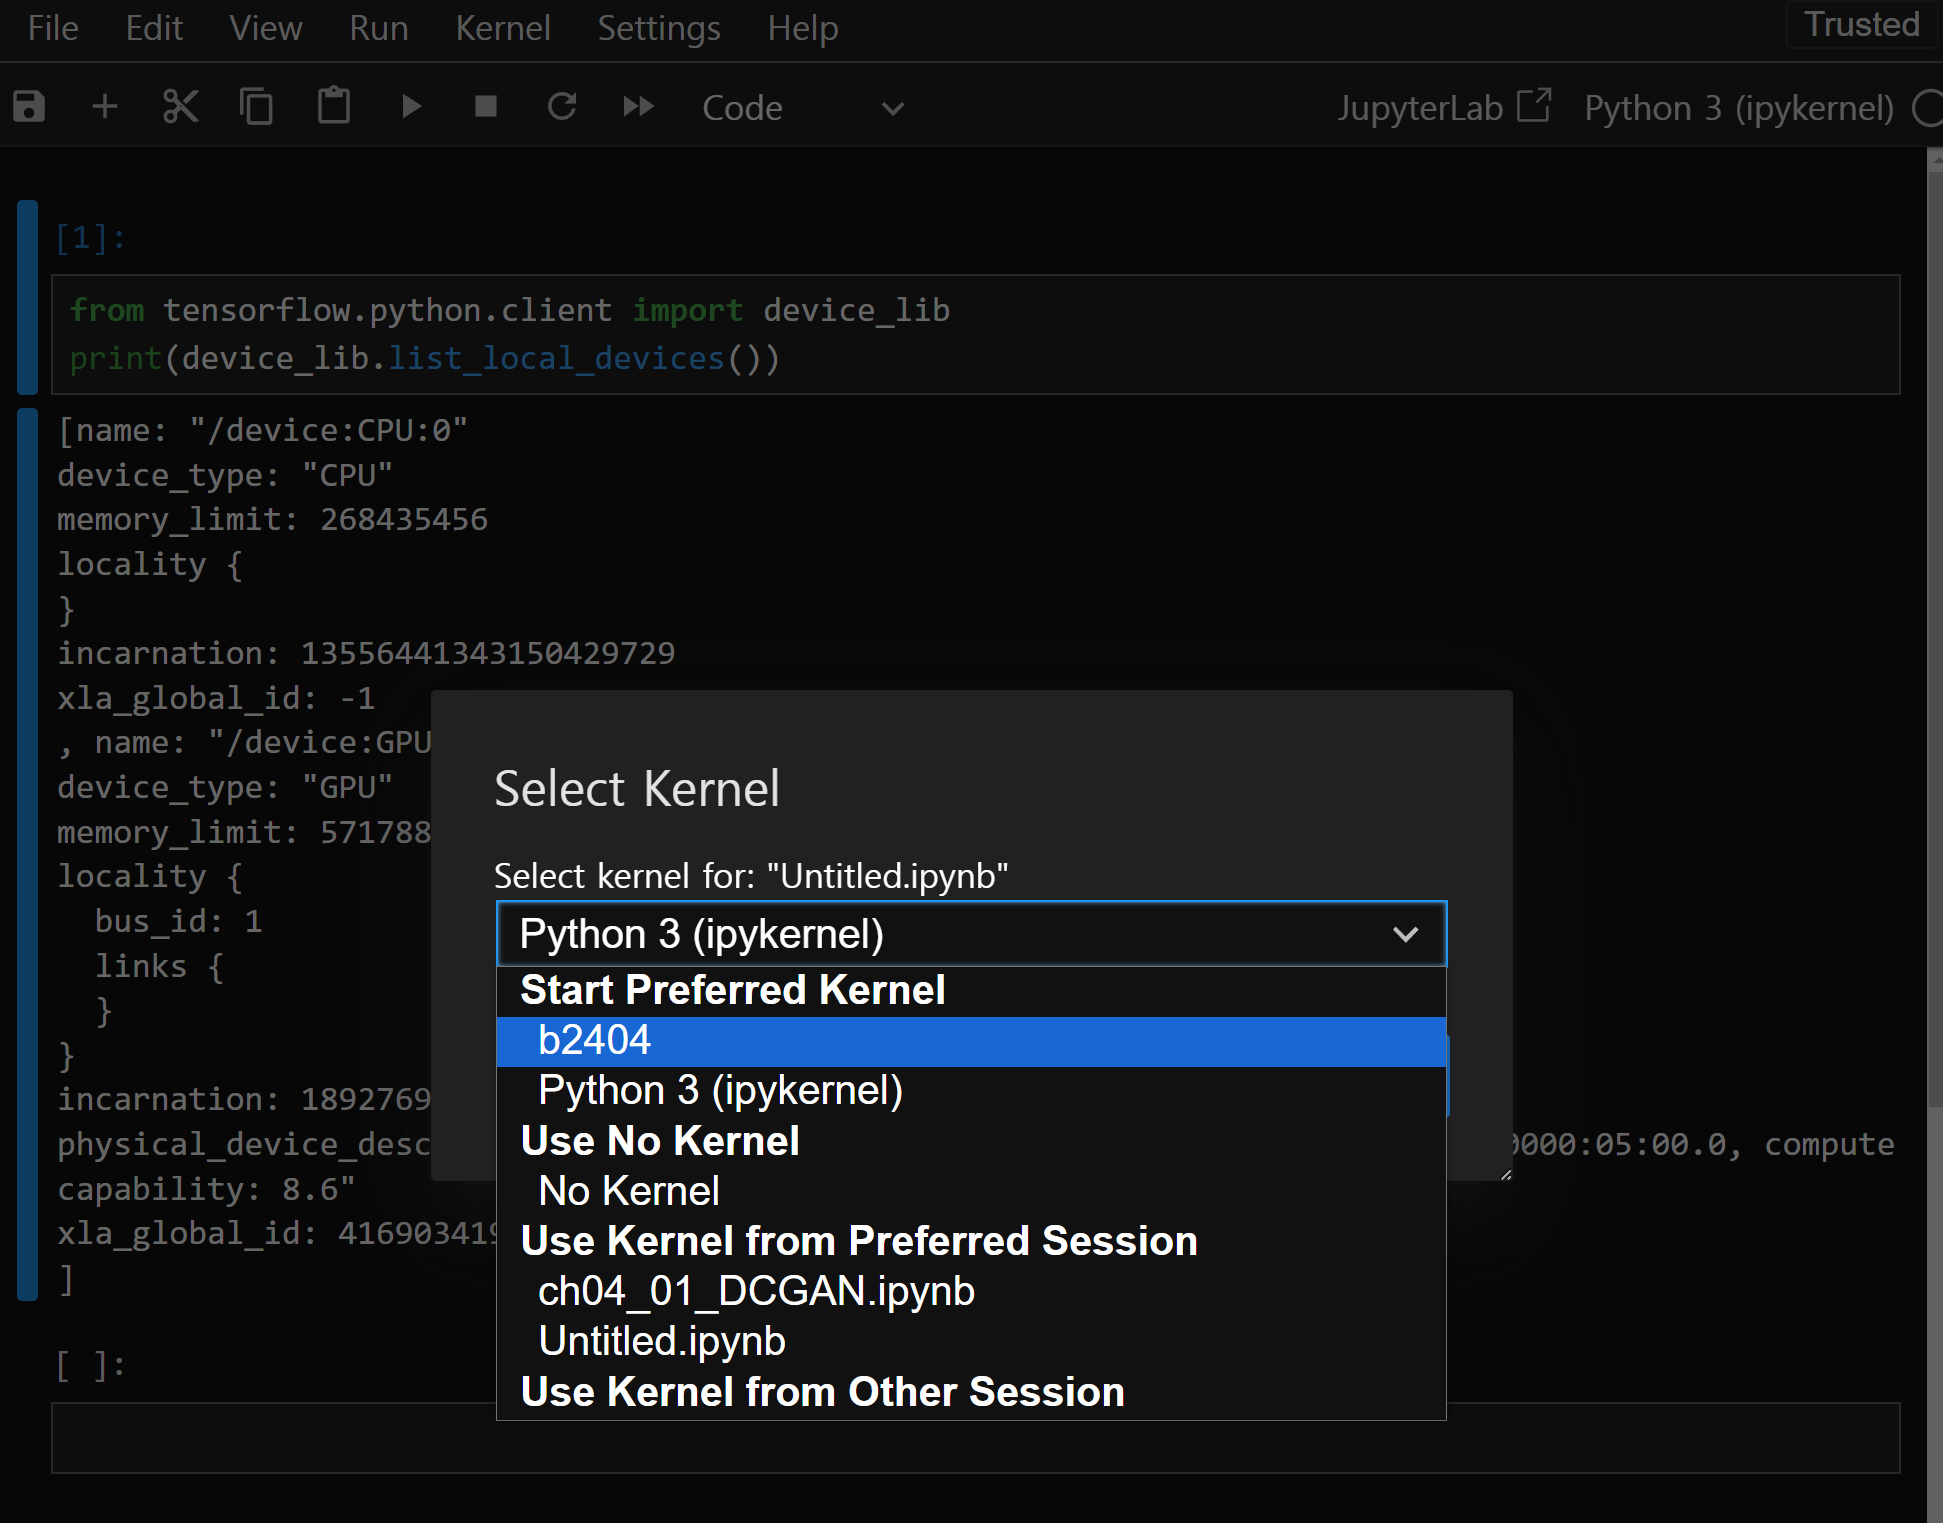 File Edit View Run Kernel Settings Help Trusted
Code JupyterLab Python 3 (ipykernel)
[1]:
from tensorflow.python.client import device_lib
print(device_lib.list_local_devices())
[name: "/device:CPU:0"
device_type: "CPU"
memory_limit: 268435456
locality {
}
incarnation: 13556441343150429729
xla_global_id: -1
, name: "/device:GPU
device_type: "GPU"
memory_limit: 571788
locality {
bus_id: 1
links {
}
}
incarnation: 1892769
physical_device_desc 0000:05:00.0, compute
capability: 8.6"
xla_global_id: 416903419
]
[ ]:
Select Kernel
Select kernel for: "Untitled.ipynb"
Python 3 (ipykernel)
Start Preferred Kernel
b2404
Python 3 (ipykernel)
Use No Kernel
No Kernel
Use Kernel from Preferred Session
ch04_01_DCGAN.ipynb
Untitled.ipynb
Use Kernel from Other Session